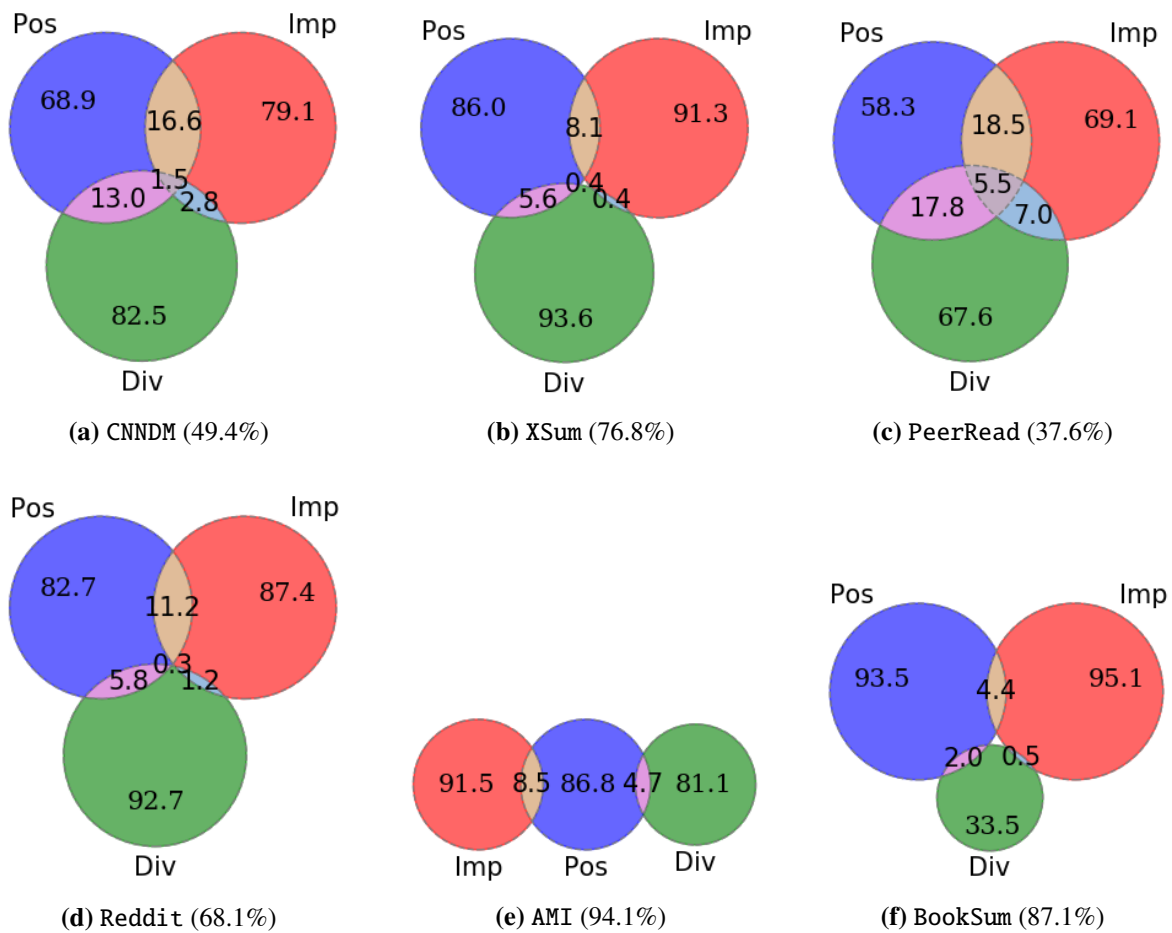 Pos
Imp
68.9
16.6
79.1
1.5
13.0
2.8
82.5
Div
(a) CNNDM (49.4%)
Pos
Imp
86.0
8.1
91.3
0.4
5.6
0.4
93.6
Div
(b) XSum (76.8%)
Pos
Imp
58.3
18.5
69.1
5.5
17.8
7.0
67.6
Div
(c) PeerRead (37.6%)
Pos
Imp
82.7
11.2
87.4
0.3
5.8
1.2
92.7
Div
(d) Reddit (68.1%)
91.5
8.5
86.8
4.7
81.1
Imp
Pos
Div
(e) AMI (94.1%)
Pos
Imp
93.5
4.4
95.1
2.0
0.5
33.5
Div
(f) BookSum (87.1%)